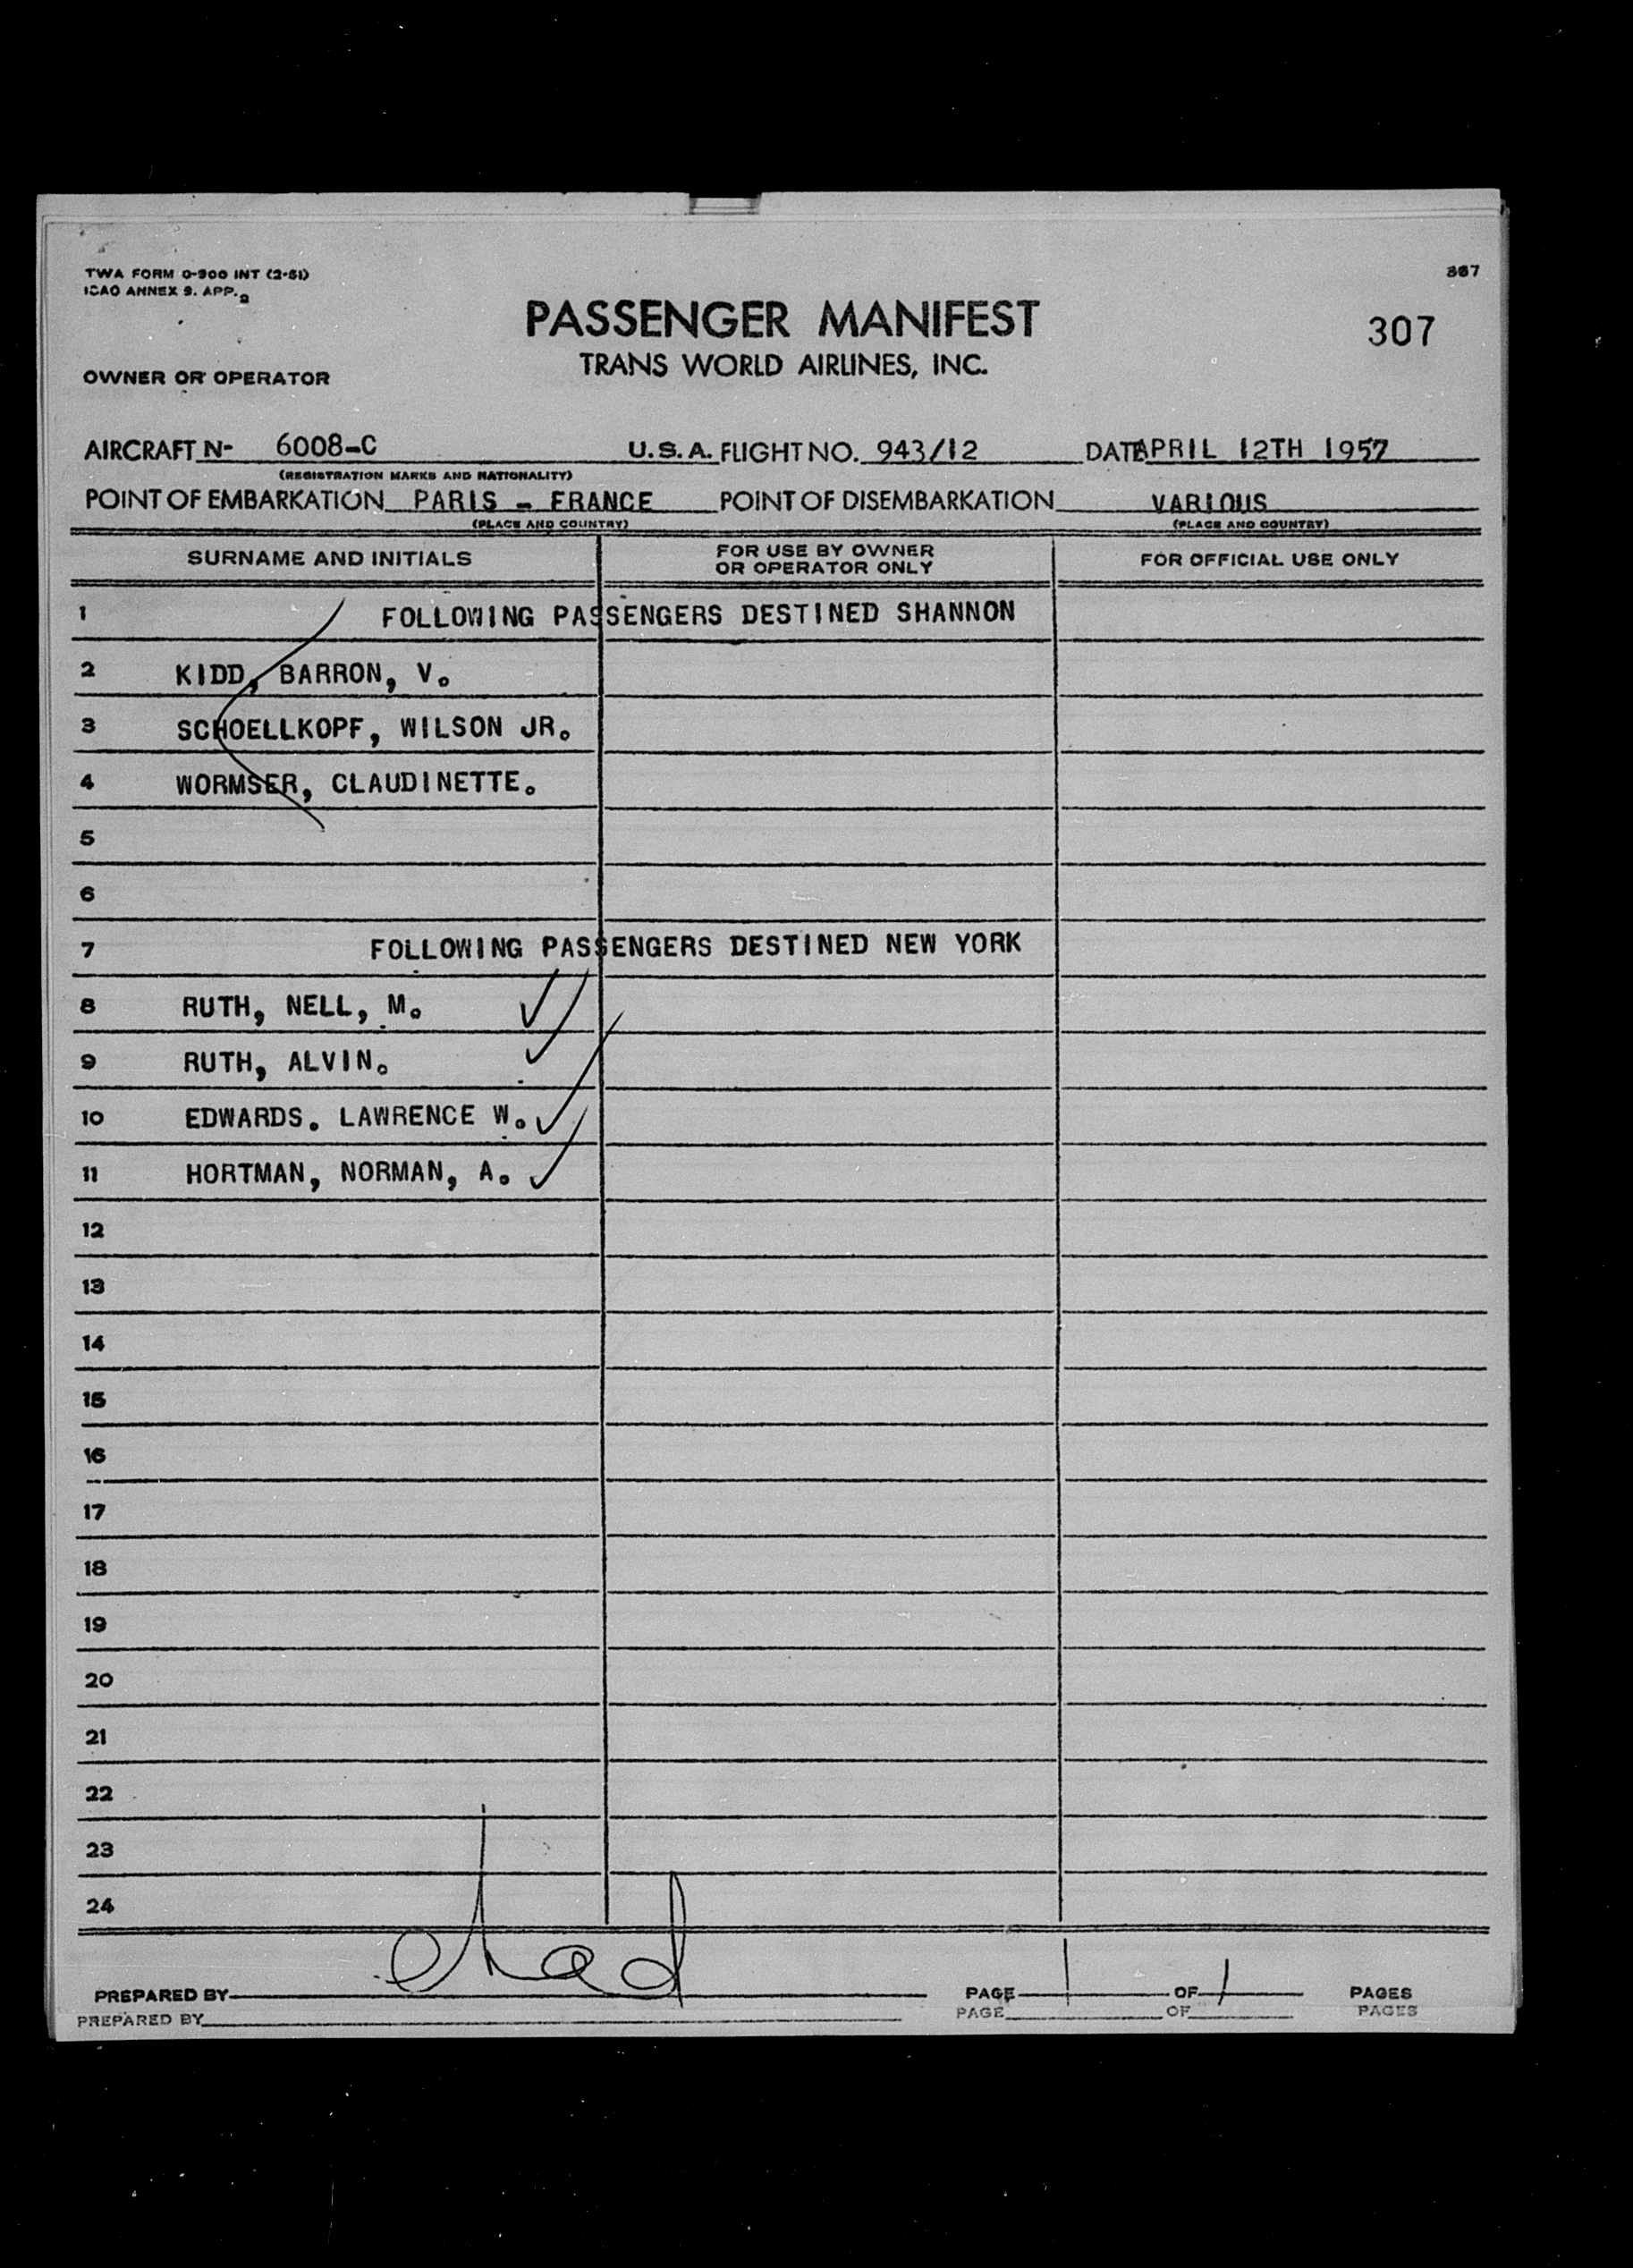 TWA FORM O-900 INT (2-51)
ICAO ANNEX 9. APP. 2
307
PASSENGER MANIFEST
307
TRANS WORLD AIRLINES, INC.
OWNER OR OPERATOR
AIRCRAFT N- 6008-C U.S.A. FLIGHT NO. 943/12 DATE APRIL 12TH 1957
(REGISTRATION MARKS AND NATIONALITY)
POINT OF EMBARKATION PARIS - FRANCE POINT OF DISEMBARKATION VARIOUS
(PLACE AND COUNTRY) (PLACE AND COUNTRY)
SURNAME AND INITIALS FOR USE BY OWNER OR OPERATOR ONLY FOR OFFICIAL USE ONLY
1 FOLLOWING PASSENGERS DESTINED SHANNON
2 KIDD, BARRON, V.
3 SCHOELLKOPF, WILSON JR.
4 WORMSER, CLAUDINETTE.
5
6
7 FOLLOWING PASSENGERS DESTINED NEW YORK
8 RUTH, NELL, M.
9 RUTH, ALVIN.
10 EDWARDS. LAWRENCE W.
11 HORTMAN, NORMAN, A.
12
13
14
15
16
17
18
19
20
21
22
23
24
PREPARED BY PAGE 1 OF 1 PAGES
PREPARED BY PAGE OF PAGES